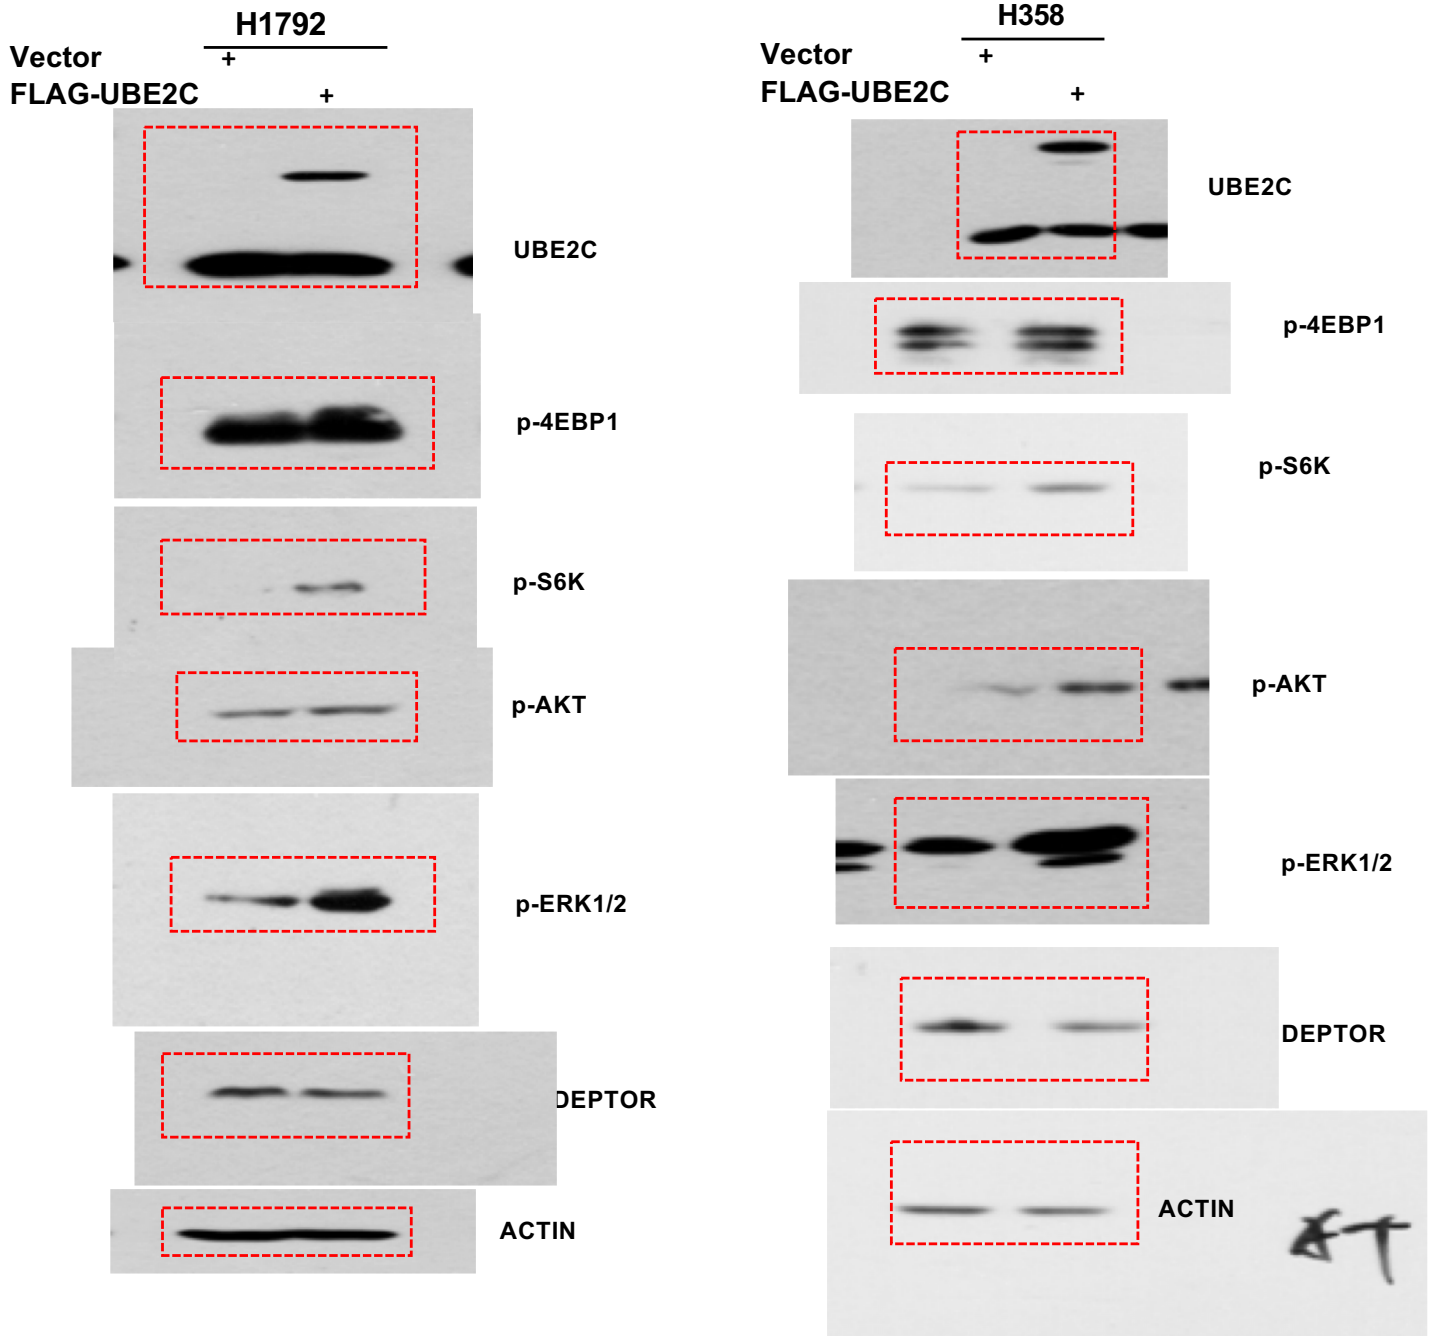 H1792
Vector +
FLAG-UBE2C +
UBE2C
p-4EBP1
p-S6K
p-AKT
p-ERK1/2
DEPTOR
ACTIN
H358
Vector +
FLAG-UBE2C +
UBE2C
p-4EBP1
p-S6K
p-AKT
p-ERK1/2
DEPTOR
ACTIN